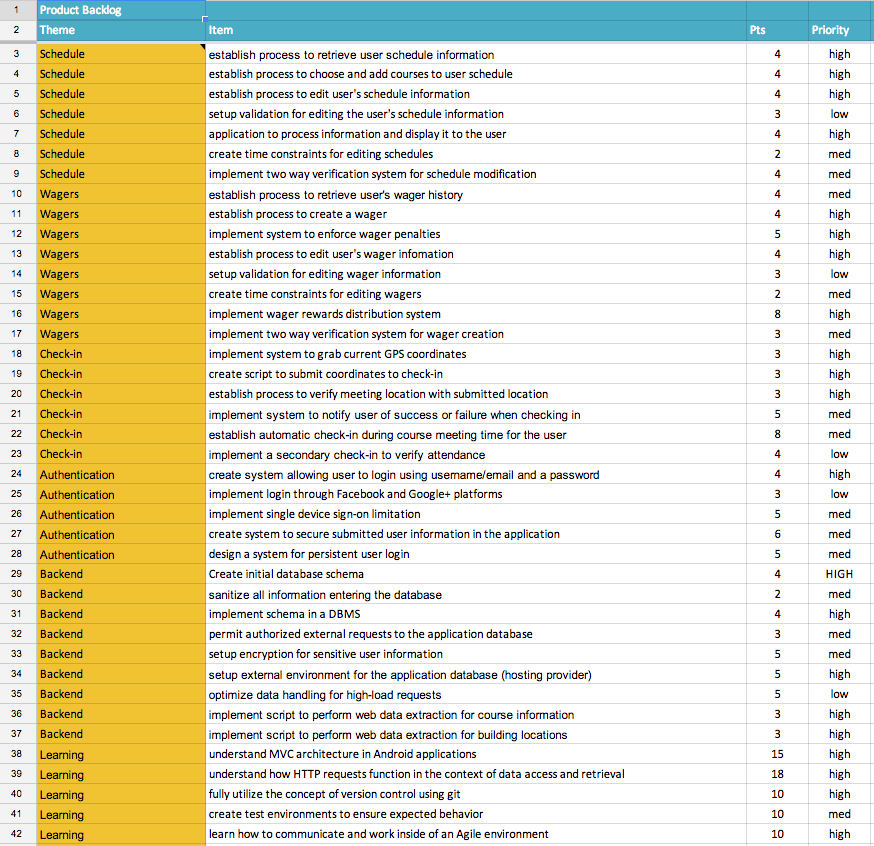 1 Product Backlog
2 Theme Item Pts Priority
3 Schedule establish process to retrieve user schedule information 4 high
4 Schedule establish process to choose and add courses to user schedule 4 high
5 Schedule establish process to edit user's schedule information 4 high
6 Schedule setup validation for editing the user's schedule information 3 low
7 Schedule application to process information and display it to the user 4 high
8 Schedule create time constraints for editing schedules 2 med
9 Schedule implement two way verification system for schedule modification 4 med
10 Wagers establish process to retrieve user's wager history 4 med
11 Wagers establish process to create a wager 4 high
12 Wagers implement system to enforce wager penalties 5 high
13 Wagers establish process to edit user's wager infomation 4 high
14 Wagers setup validation for editing wager information 3 low
15 Wagers create time constraints for editing wagers 2 med
16 Wagers implement wager rewards distribution system 8 high
17 Wagers implement two way verification system for wager creation 3 med
18 Check-in implement system to grab current GPS coordinates 3 high
19 Check-in create script to submit coordinates to check-in 3 high
20 Check-in establish process to verify meeting location with submitted location 3 high
21 Check-in implement system to notify user of success or failure when checking in 5 med
22 Check-in establish automatic check-in during course meeting time for the user 8 med
23 Check-in implement a secondary check-in to verify attendance 4 low
24 Authentication create system allowing user to login using username/email and a password 4 high
25 Authentication implement login through Facebook and Google+ platforms 3 low
26 Authentication implement single device sign-on limitation 5 med
27 Authentication create system to secure submitted user information in the application 6 med
28 Authentication design a system for persistent user login 5 med
29 Backend Create initial database schema 4 HIGH
30 Backend sanitize all information entering the database 2 med
31 Backend implement schema in a DBMS 4 high
32 Backend permit authorized external requests to the application database 3 med
33 Backend setup encryption for sensitive user information 5 med
34 Backend setup external environment for the application database (hosting provider) 5 high
35 Backend optimize data handling for high-load requests 5 low
36 Backend implement script to perform web data extraction for course information 3 high
37 Backend implement script to perform web data extraction for building locations 3 high
38 Learning understand MVC architecture in Android applications 15 high
39 Learning understand how HTTP requests function in the context of data access and retrieval 18 high
40 Learning fully utilize the concept of version control using git 10 high
41 Learning create test environments to ensure expected behavior 10 med
42 Learning learn how to communicate and work inside of an Agile environment 10 high